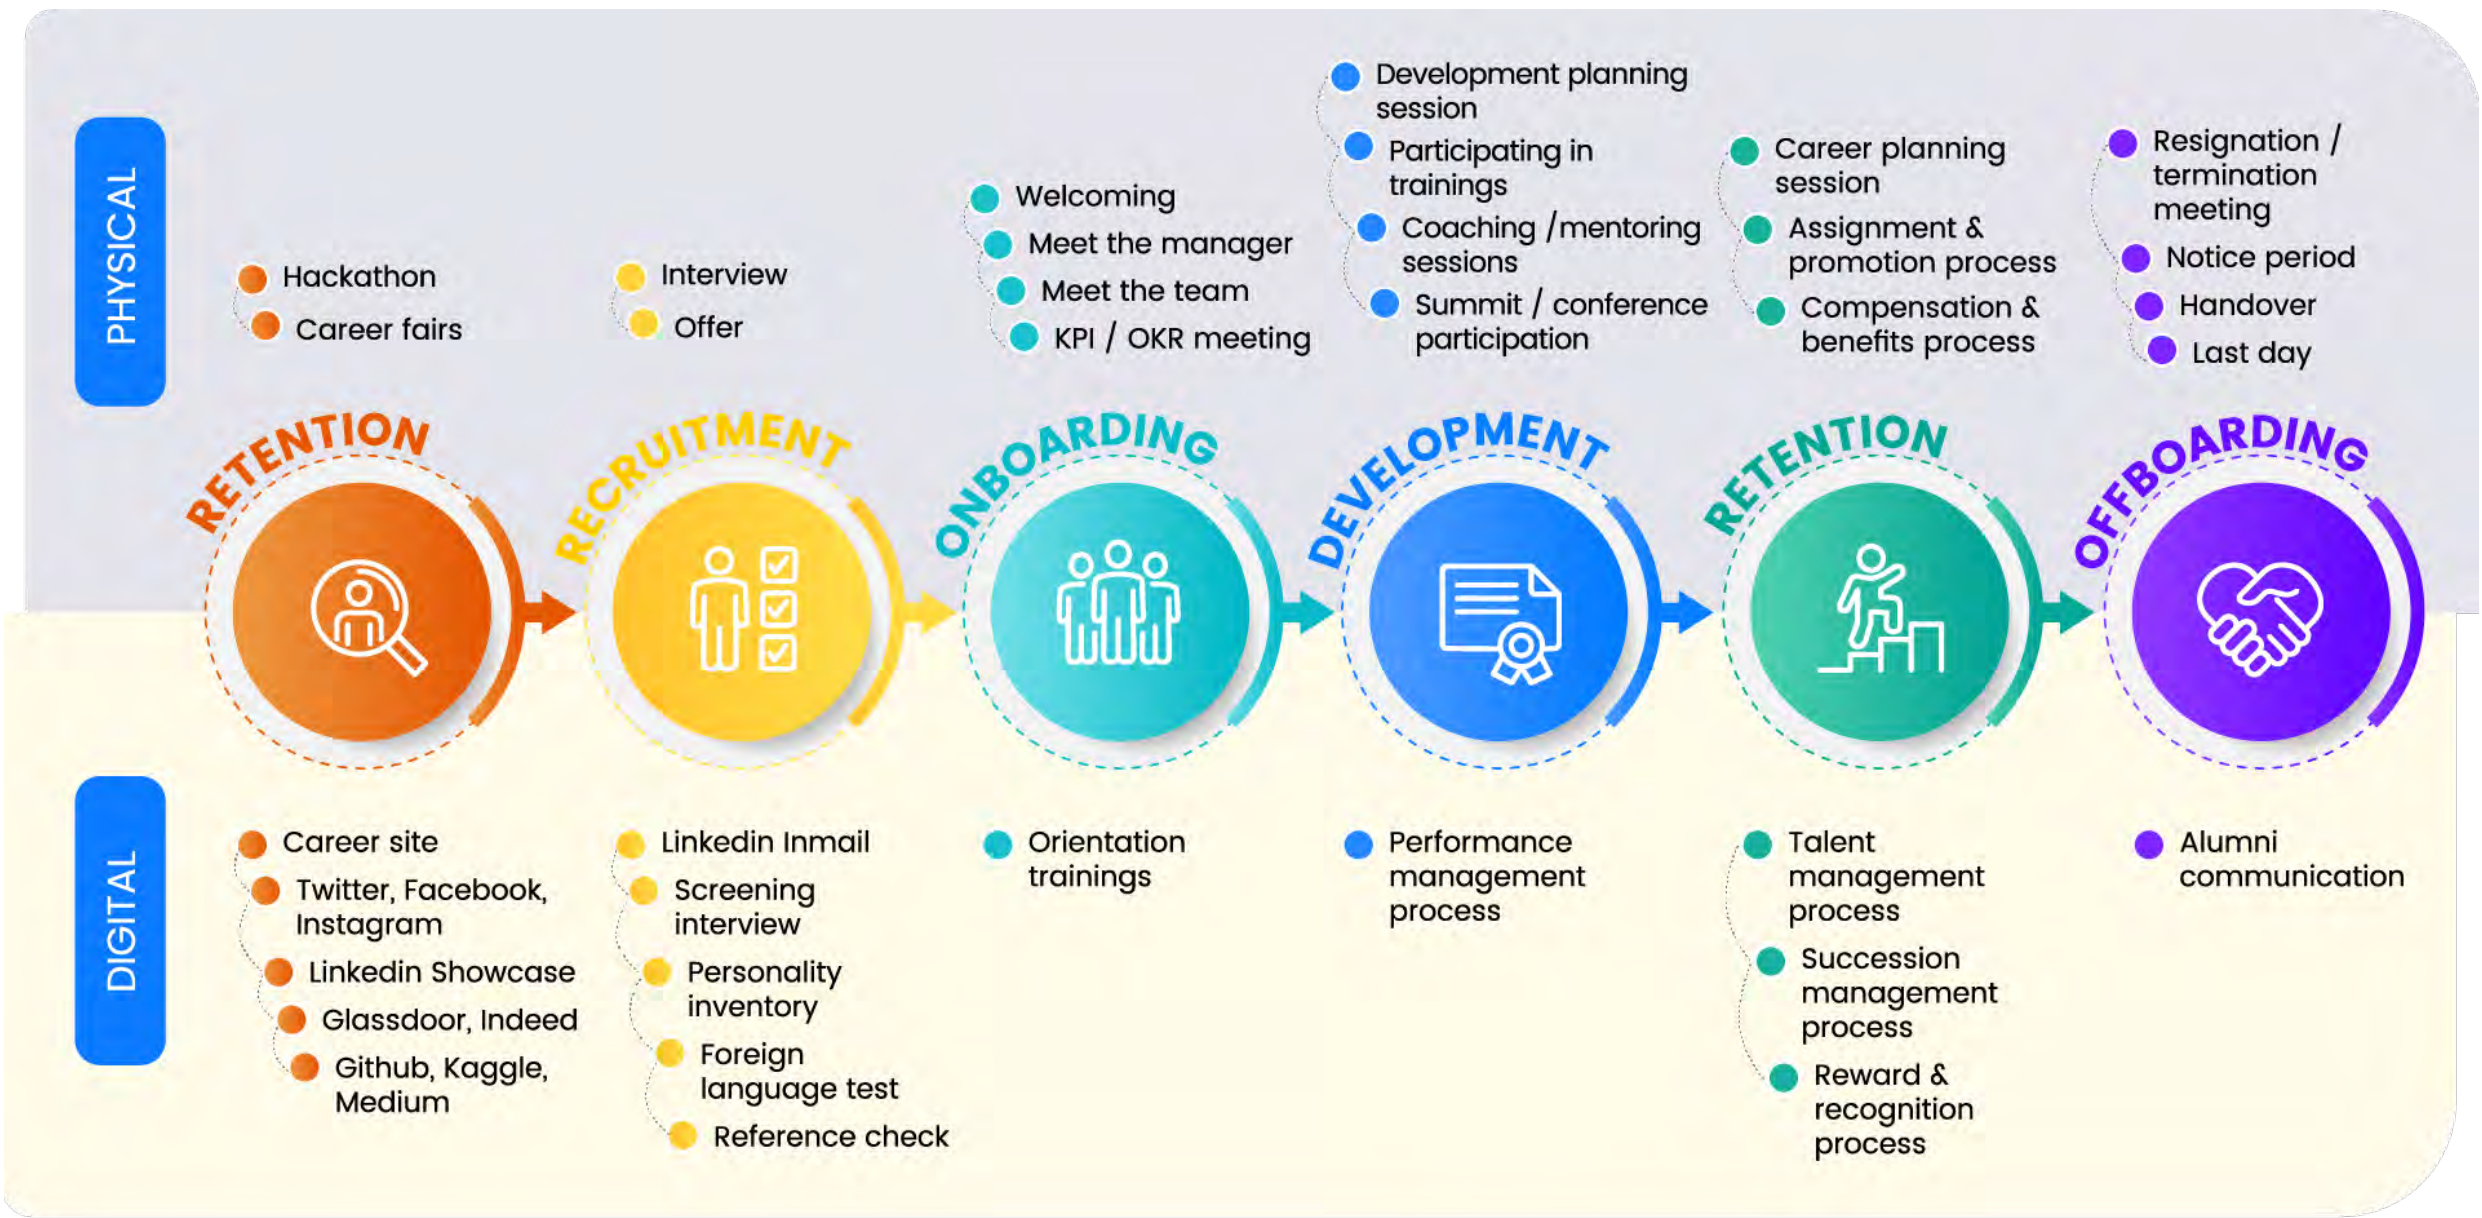 PHYSICAL
Hackathon
Career fairs
Interview
Offer
Welcoming
Meet the manager
Meet the team
KPI / OKR meeting
Development planning
session
Participating in
trainings
Coaching /mentoring
sessions
Summit / conference
participation
Career planning
session
Assignment &
promotion process
Compensation &
benefits process
Resignation /
termination
meeting
Notice period
Handover
Last day
RETENTION
RECRUITMENT
ONBOARDING
DEVELOPMENT
RETENTION
OFFBOARDING
DIGITAL
Career site
Twitter, Facebook,
Instagram
Linkedin Showcase
Glassdoor, Indeed
Github, Kaggle,
Medium
Linkedin Inmail
Screening
interview
Personality
inventory
Foreign
language test
Reference check
Orientation
trainings
Performance
management
process
Talent
management
process
Succession
management
process
Reward &
recognition
process
Alumni
communication